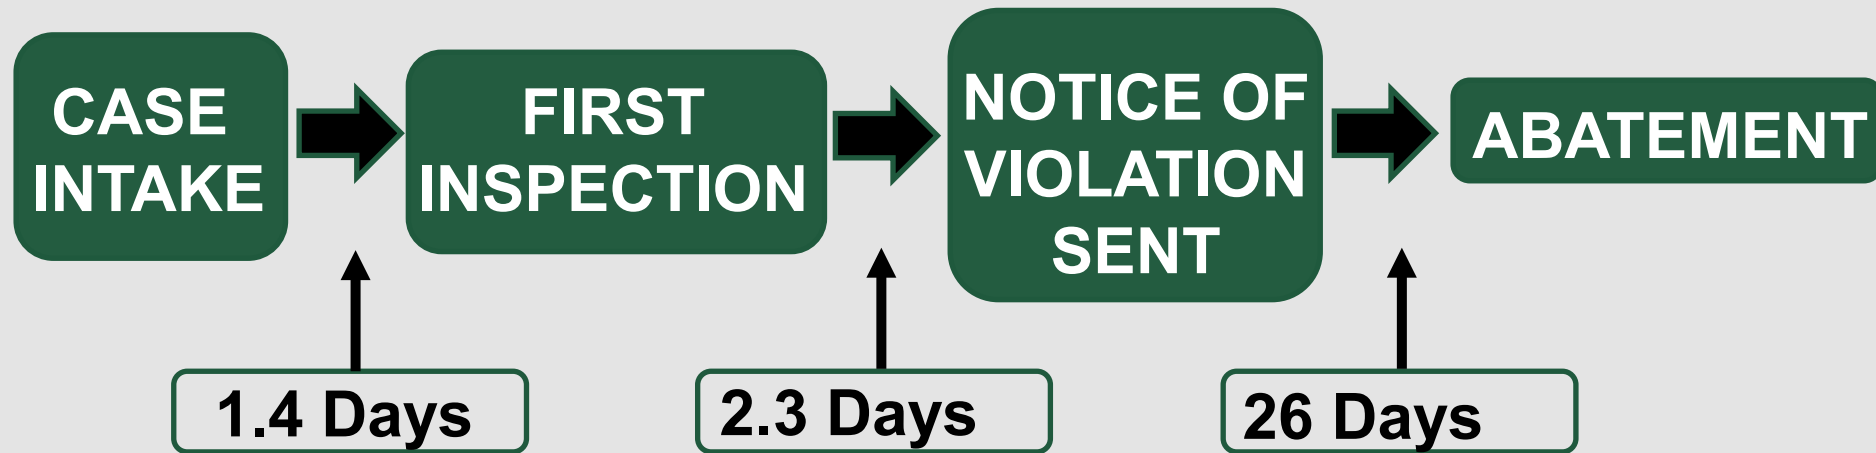 CASE
INTAKE
FIRST
INSPECTION
NOTICE OF
VIOLATION
SENT
ABATEMENT
1.4 Days
2.3 Days
26 Days